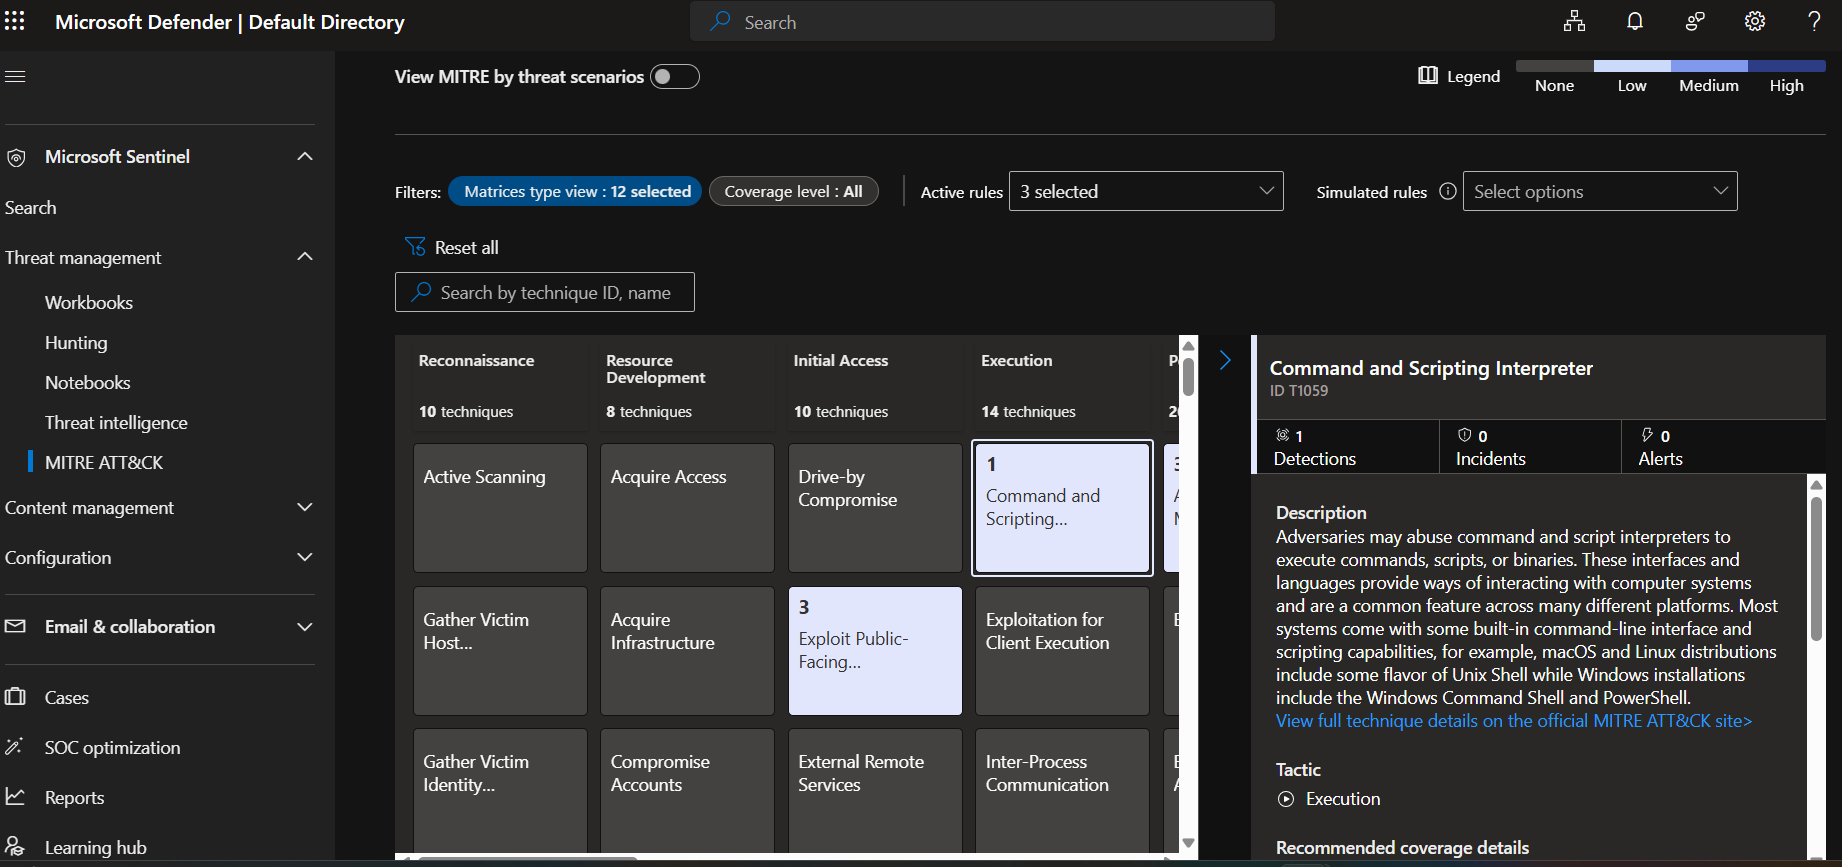 Microsoft Defender | Default Directory
Search
View MITRE by threat scenarios
Legend
None
Low
Medium
High
Microsoft Sentinel
Search
Threat management
Workbooks
Hunting
Notebooks
Threat intelligence
MITRE ATT&CK
Content management
Configuration
Email & collaboration
Cases
SOC optimization
Reports
Learning hub
Filters:
Matrices type view : 12 selected
Coverage level : All
Active rules
3 selected
Simulated rules
Select options
Reset all
Search by technique ID, name
Reconnaissance
10 techniques
Active Scanning
Gather Victim
Host...
Gather Victim
Identity...
Resource
Development
8 techniques
Acquire Access
Acquire
Infrastructure
Compromise
Accounts
Initial Access
10 techniques
Drive-by
Compromise
3
Exploit Public-
Facing...
External Remote
Services
Execution
14 techniques
1
Command and
Scripting...
Exploitation for
Client Execution
Inter-Process
Communication
Command and Scripting Interpreter
ID T1059
1
Detections
0
Incidents
0
Alerts
Description
Adversaries may abuse command and script interpreters to
execute commands, scripts, or binaries. These interfaces and
languages provide ways of interacting with computer systems
and are a common feature across many different platforms. Most
systems come with some built-in command-line interface and
scripting capabilities, for example, macOS and Linux distributions
include some flavor of Unix Shell while Windows installations
include the Windows Command Shell and PowerShell.
View full technique details on the official MITRE ATT&CK site>
Tactic
Execution
Recommended coverage details